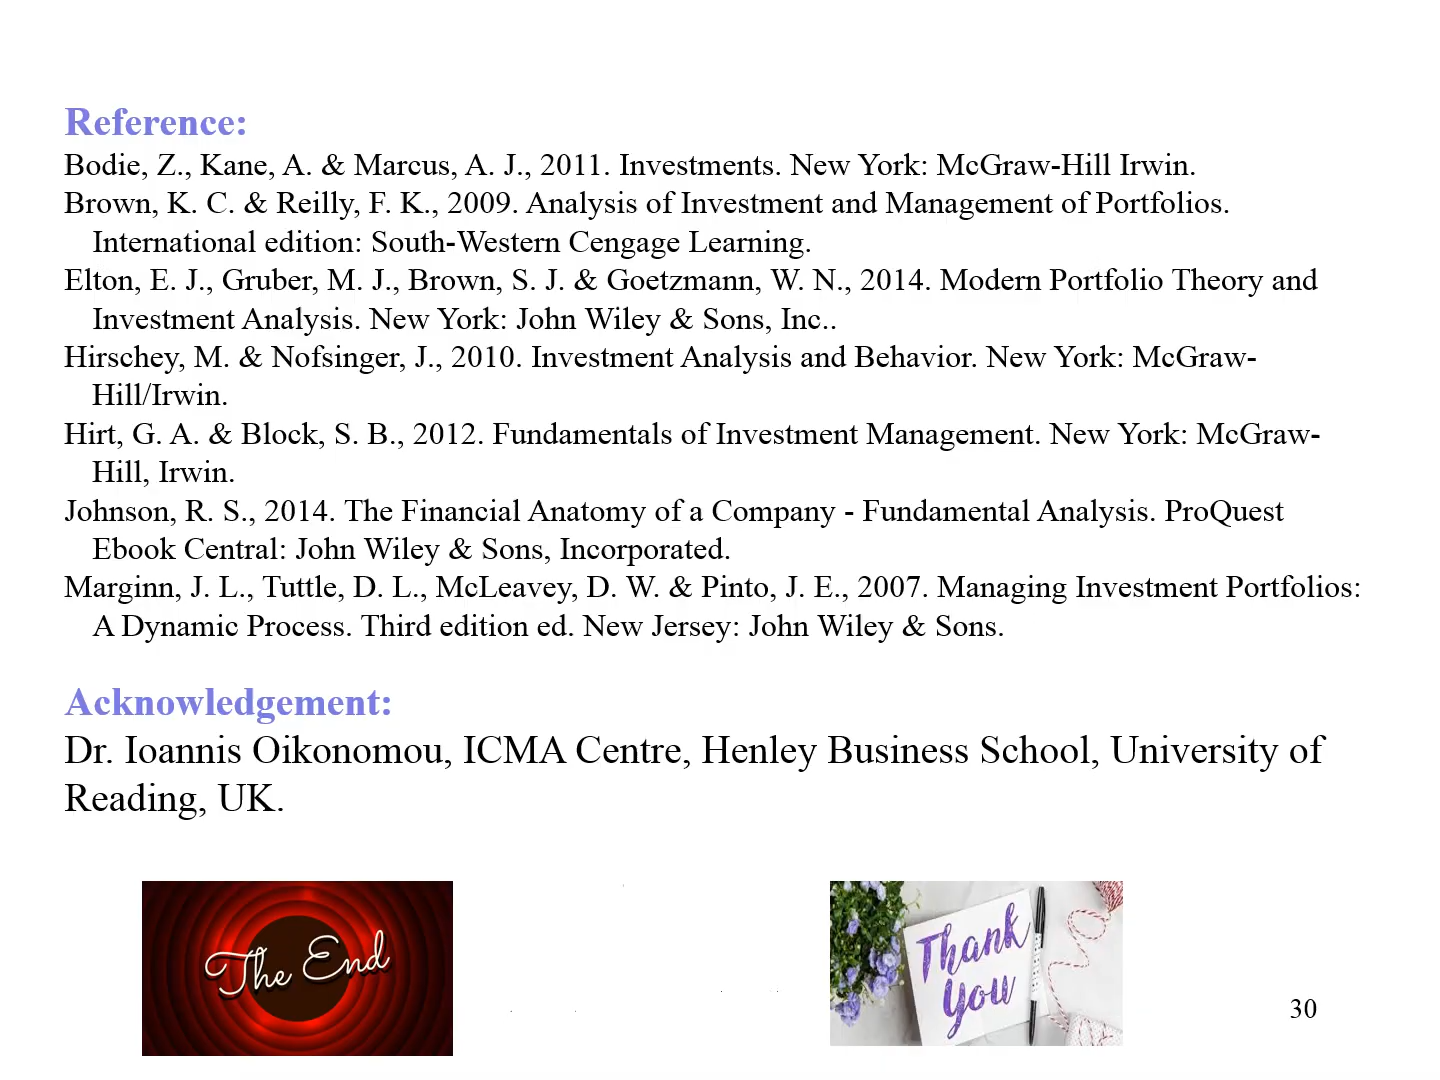 Reference:
Bodie, Z., Kane, A. & Marcus, A. J., 2011. Investments. New York: McGraw-Hill Irwin.
Brown, K. C. & Reilly, F. K., 2009. Analysis of Investment and Management of Portfolios.
International edition: South-Western Cengage Learning.
Elton, E. J., Gruber, M. J., Brown, S. J. & Goetzmann, W. N., 2014. Modern Portfolio Theory and
Investment Analysis. New York: John Wiley & Sons, Inc..
Hirschey, M. & Nofsinger, J., 2010. Investment Analysis and Behavior. New York: McGraw-
Hill/Irwin.
Hirt, G. A. & Block, S. B., 2012. Fundamentals of Investment Management. New York: McGraw-
Hill, Irwin.
Johnson, R. S., 2014. The Financial Anatomy of a Company - Fundamental Analysis. ProQuest
Ebook Central: John Wiley & Sons, Incorporated.
Marginn, J. L., Tuttle, D. L., McLeavey, D. W. & Pinto, J. E., 2007. Managing Investment Portfolios:
A Dynamic Process. Third edition ed. New Jersey: John Wiley & Sons.
Acknowledgement:
Dr. Ioannis Oikonomou, ICMA Centre, Henley Business School, University of
Reading, UK.
The End
Thank
You
30